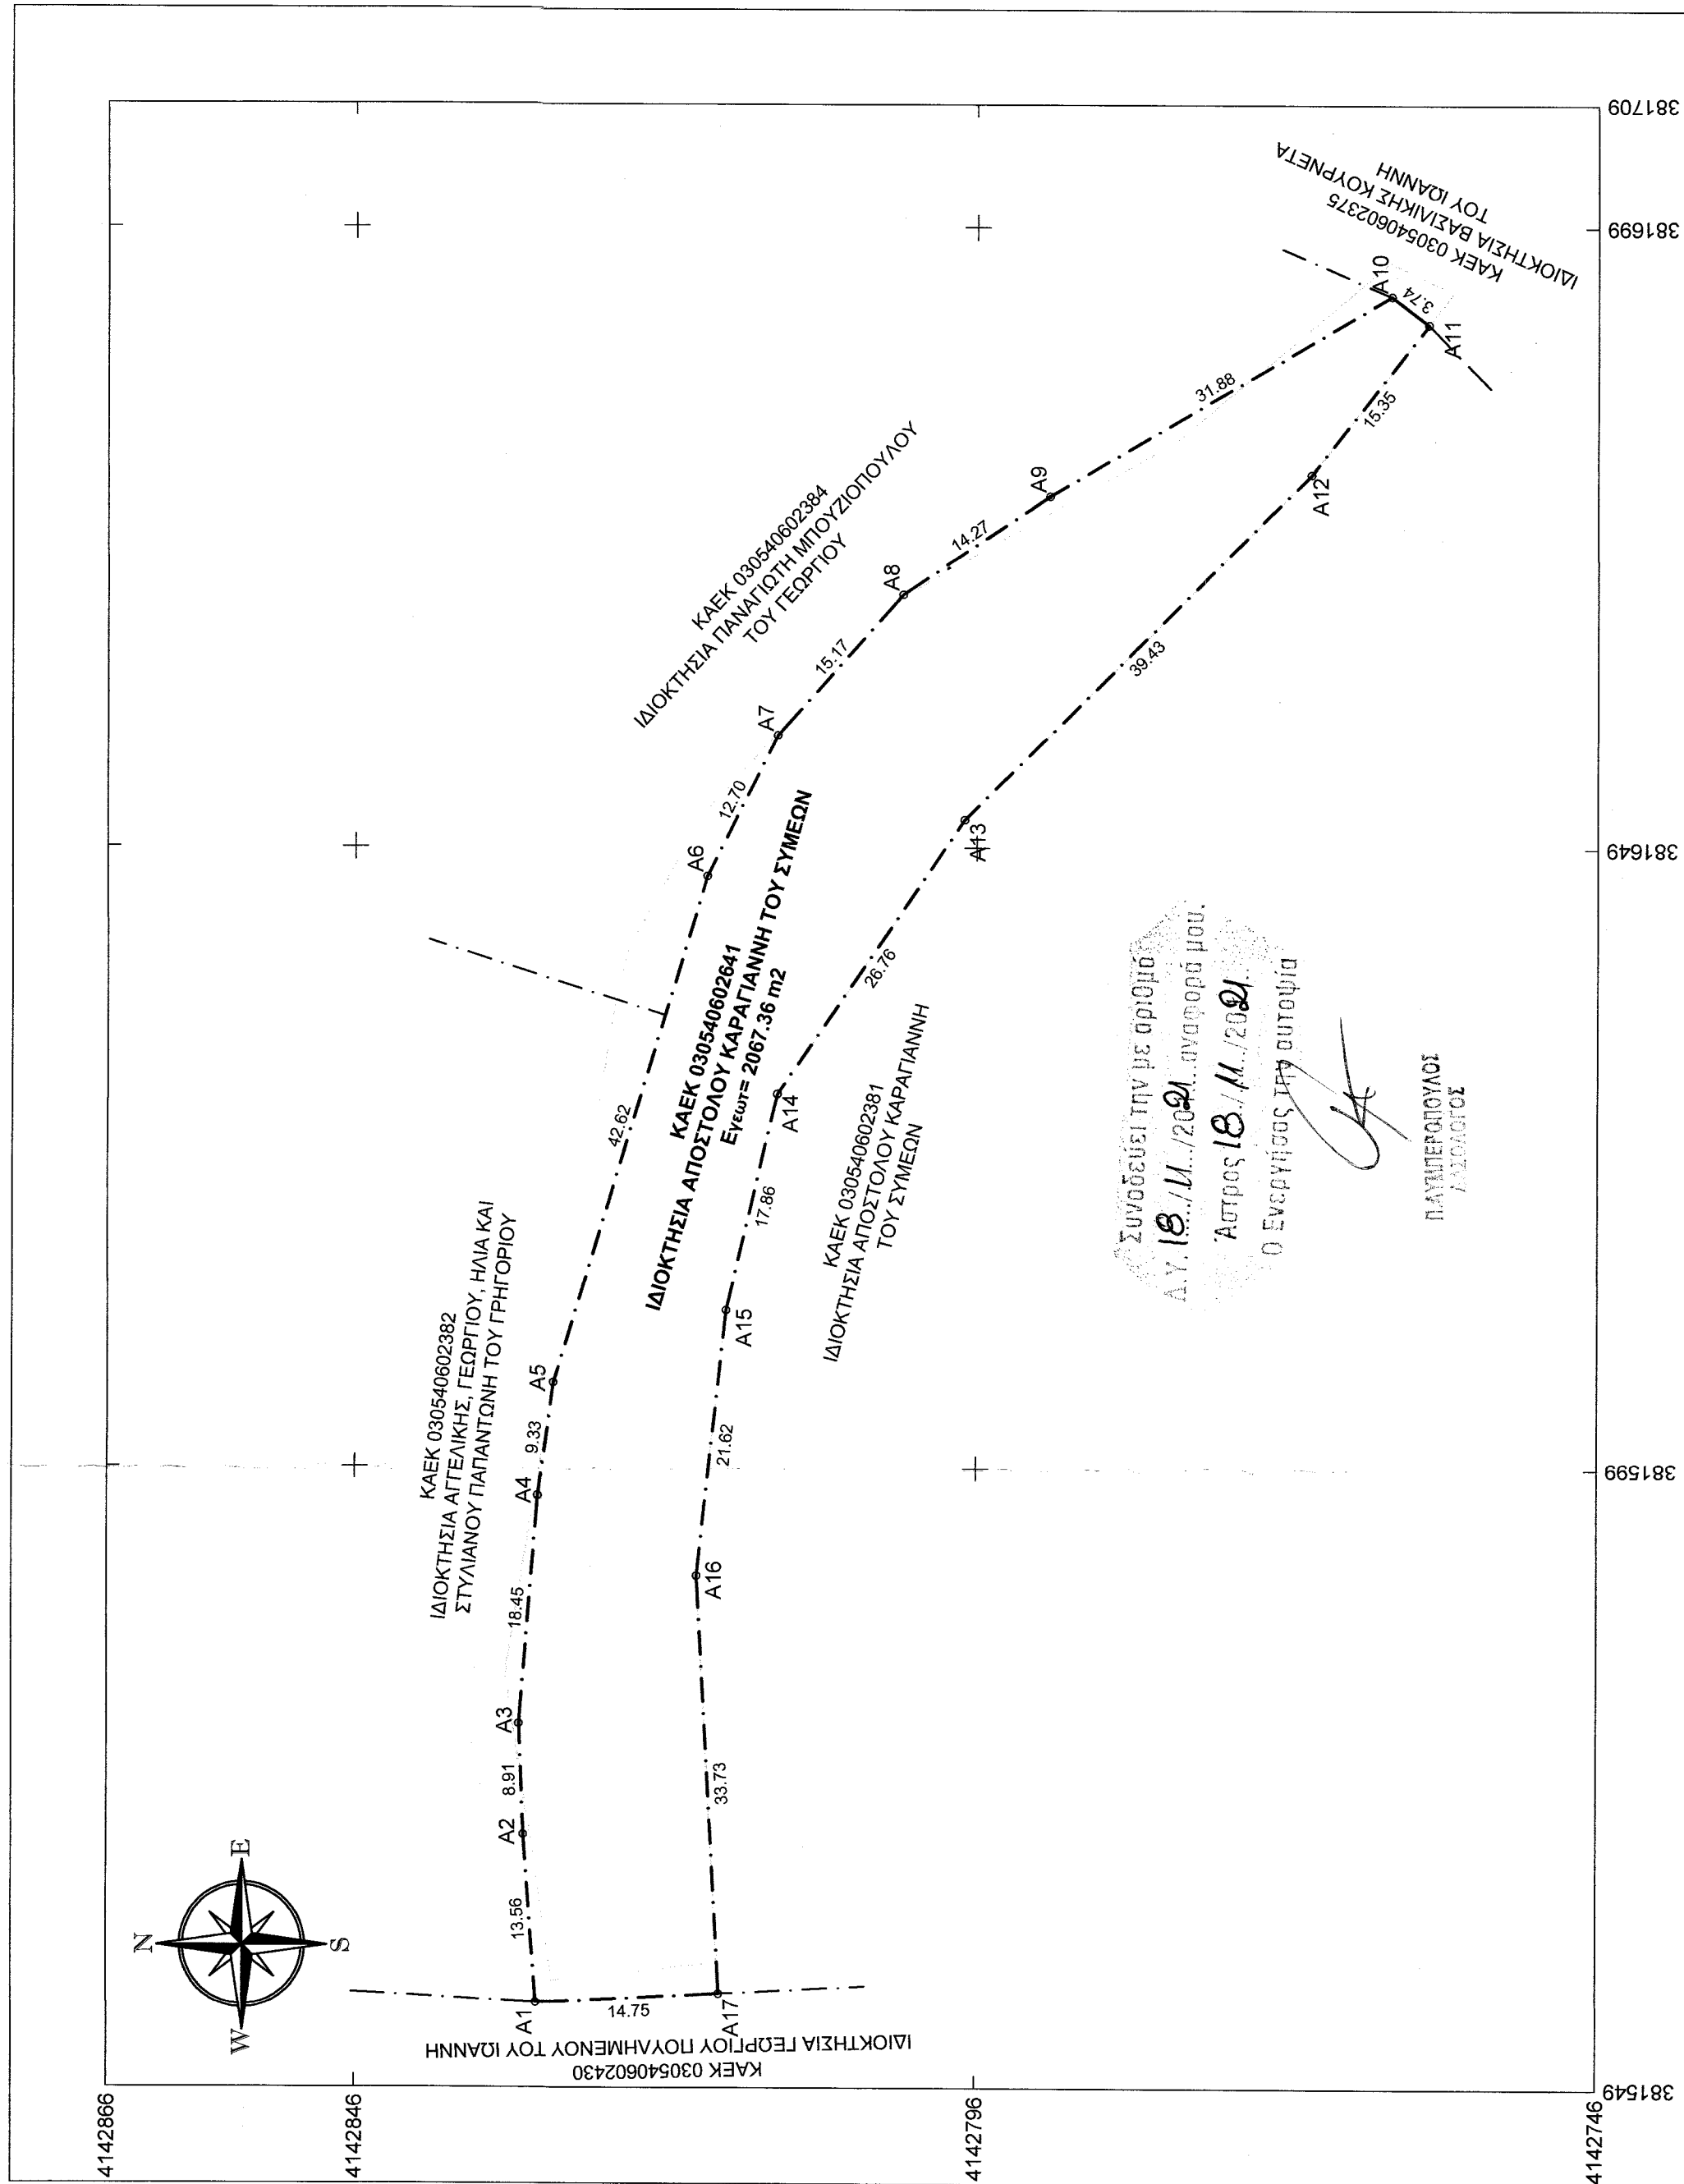 N
W
E
S
4142866
4142846
4142796
4142746
381549
381599
381649
381699
381709
ΚΑΕΚ 030540602382
ΙΔΙΟΚΤΗΣΙΑ ΑΓΓΕΛΙΚΗΣ, ΓΕΩΡΓΙΟΥ, ΗΛΙΑ ΚΑΙ
ΣΤΥΛΙΑΝΟΥ ΠΑΠΑΝΤΩΝΗ ΤΟΥ ΓΡΗΓΟΡΙΟΥ
ΚΑΕΚ 030540602384
ΙΔΙΟΚΤΗΣΙΑ ΠΑΝΑΓΙΩΤΗ ΜΠΟΥΖΙΟΠΟΥΛΟΥ
ΤΟΥ ΓΕΩΡΓΙΟΥ
ΚΑΕΚ 030540602375
ΙΔΙΟΚΤΗΣΙΑ ΒΑΣΙΛΙΚΗΣ ΚΟΥΡΝΕΤΑ
ΤΟΥ ΙΩΑΝΝΗ
ΚΑΕΚ 030540602641
ΙΔΙΟΚΤΗΣΙΑ ΑΠΟΣΤΟΛΟΥ ΚΑΡΑΓΙΑΝΝΗ ΤΟΥ ΣΥΜΕΩΝ
Εγεωτ= 2067.36 m2
ΚΑΕΚ 030540602381
ΙΔΙΟΚΤΗΣΙΑ ΑΠΟΣΤΟΛΟΥ ΚΑΡΑΓΙΑΝΝΗ
ΤΟΥ ΣΥΜΕΩΝ
ΙΔΙΟΚΤΗΣΙΑ ΓΕΩΡΓΙΟΥ ΠΟΥΛΗΜΕΝΟΥ ΤΟΥ ΙΩΑΝΝΗ
ΚΑΕΚ 030540602430
A1
13.56
A2
8.91
A3
18.45
A4
9.33
A5
42.62
A6
12.70
A7
15.17
A8
14.27
A9
31.88
A10
3.74
A11
15.35
A12
39.43
A13
26.76
A14
17.86
A15
21.62
A16
33.73
A17
14.75
Συνοδεύει την με αριθμό
Δ.Υ. 18/11/2021 αναφορά μου.
Άστρος 18/11/2021
Ο Ενεργήσας την αυτοψία